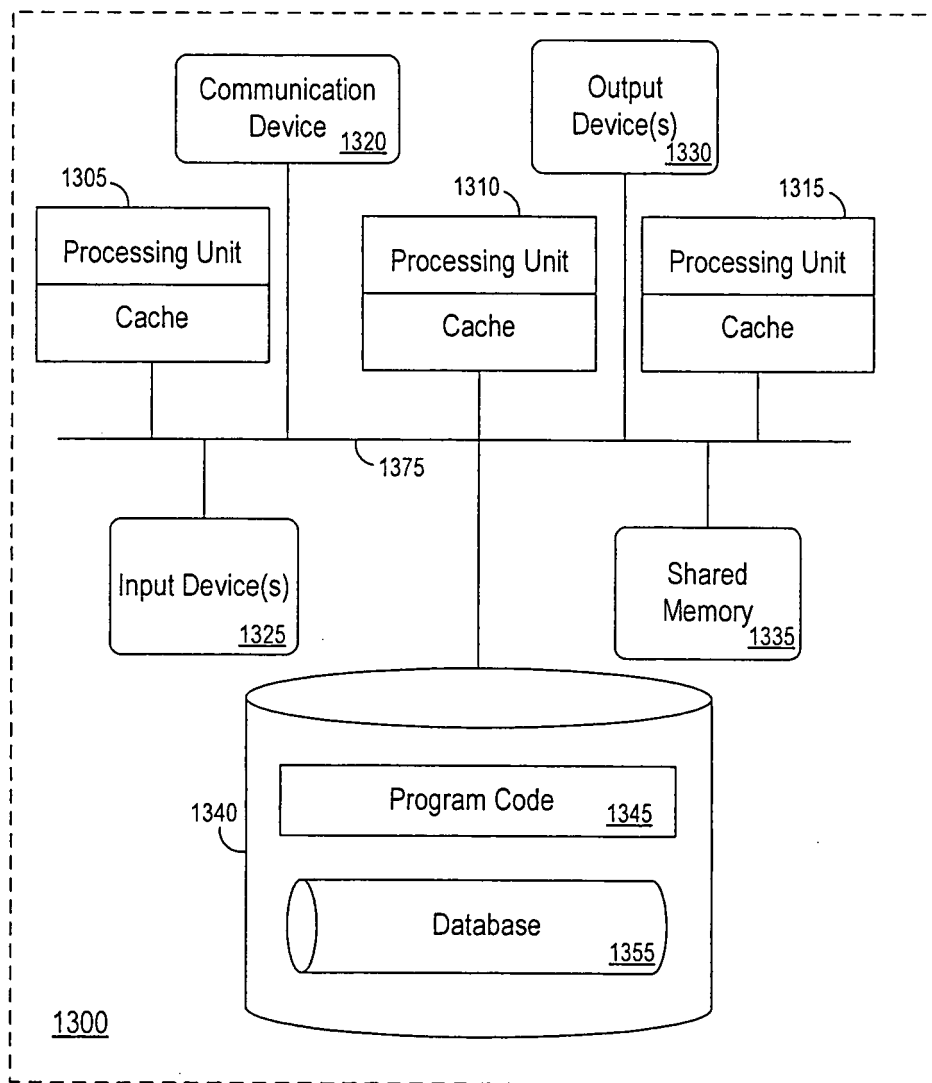 Communication
Device
1320
Output
Device(s)
1330
1305
Processing Unit
Cache
1310
Processing Unit
Cache
1315
Processing Unit
Cache
1375
Input Device(s)
1325
Shared
Memory
1335
1340
Program Code
1345
Database
1355
1300